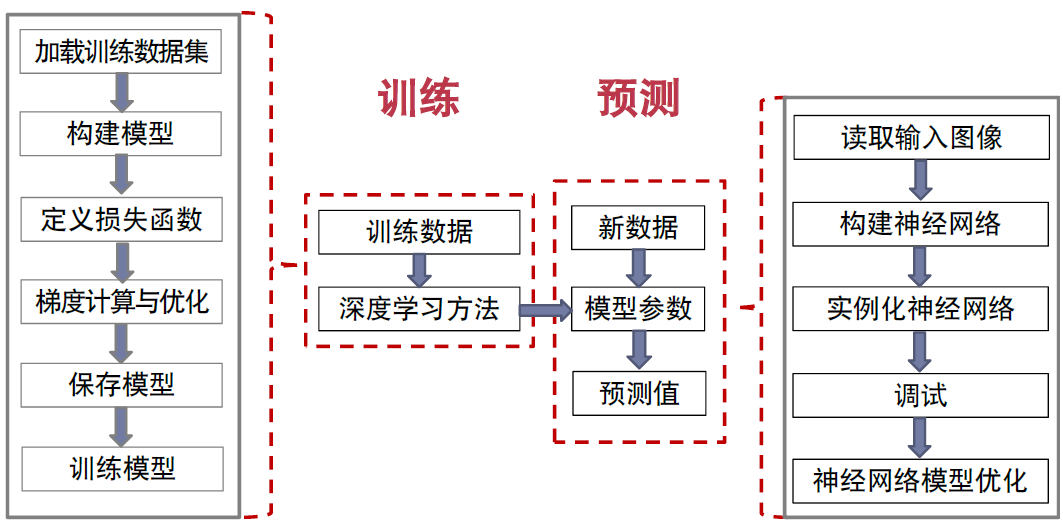 加载训练数据集
构建模型
定义损失函数
梯度计算与优化
保存模型
训练模型
训练
训练数据
深度学习方法
预测
新数据
模型参数
预测值
读取输入图像
构建神经网络
实例化神经网络
调试
神经网络模型优化